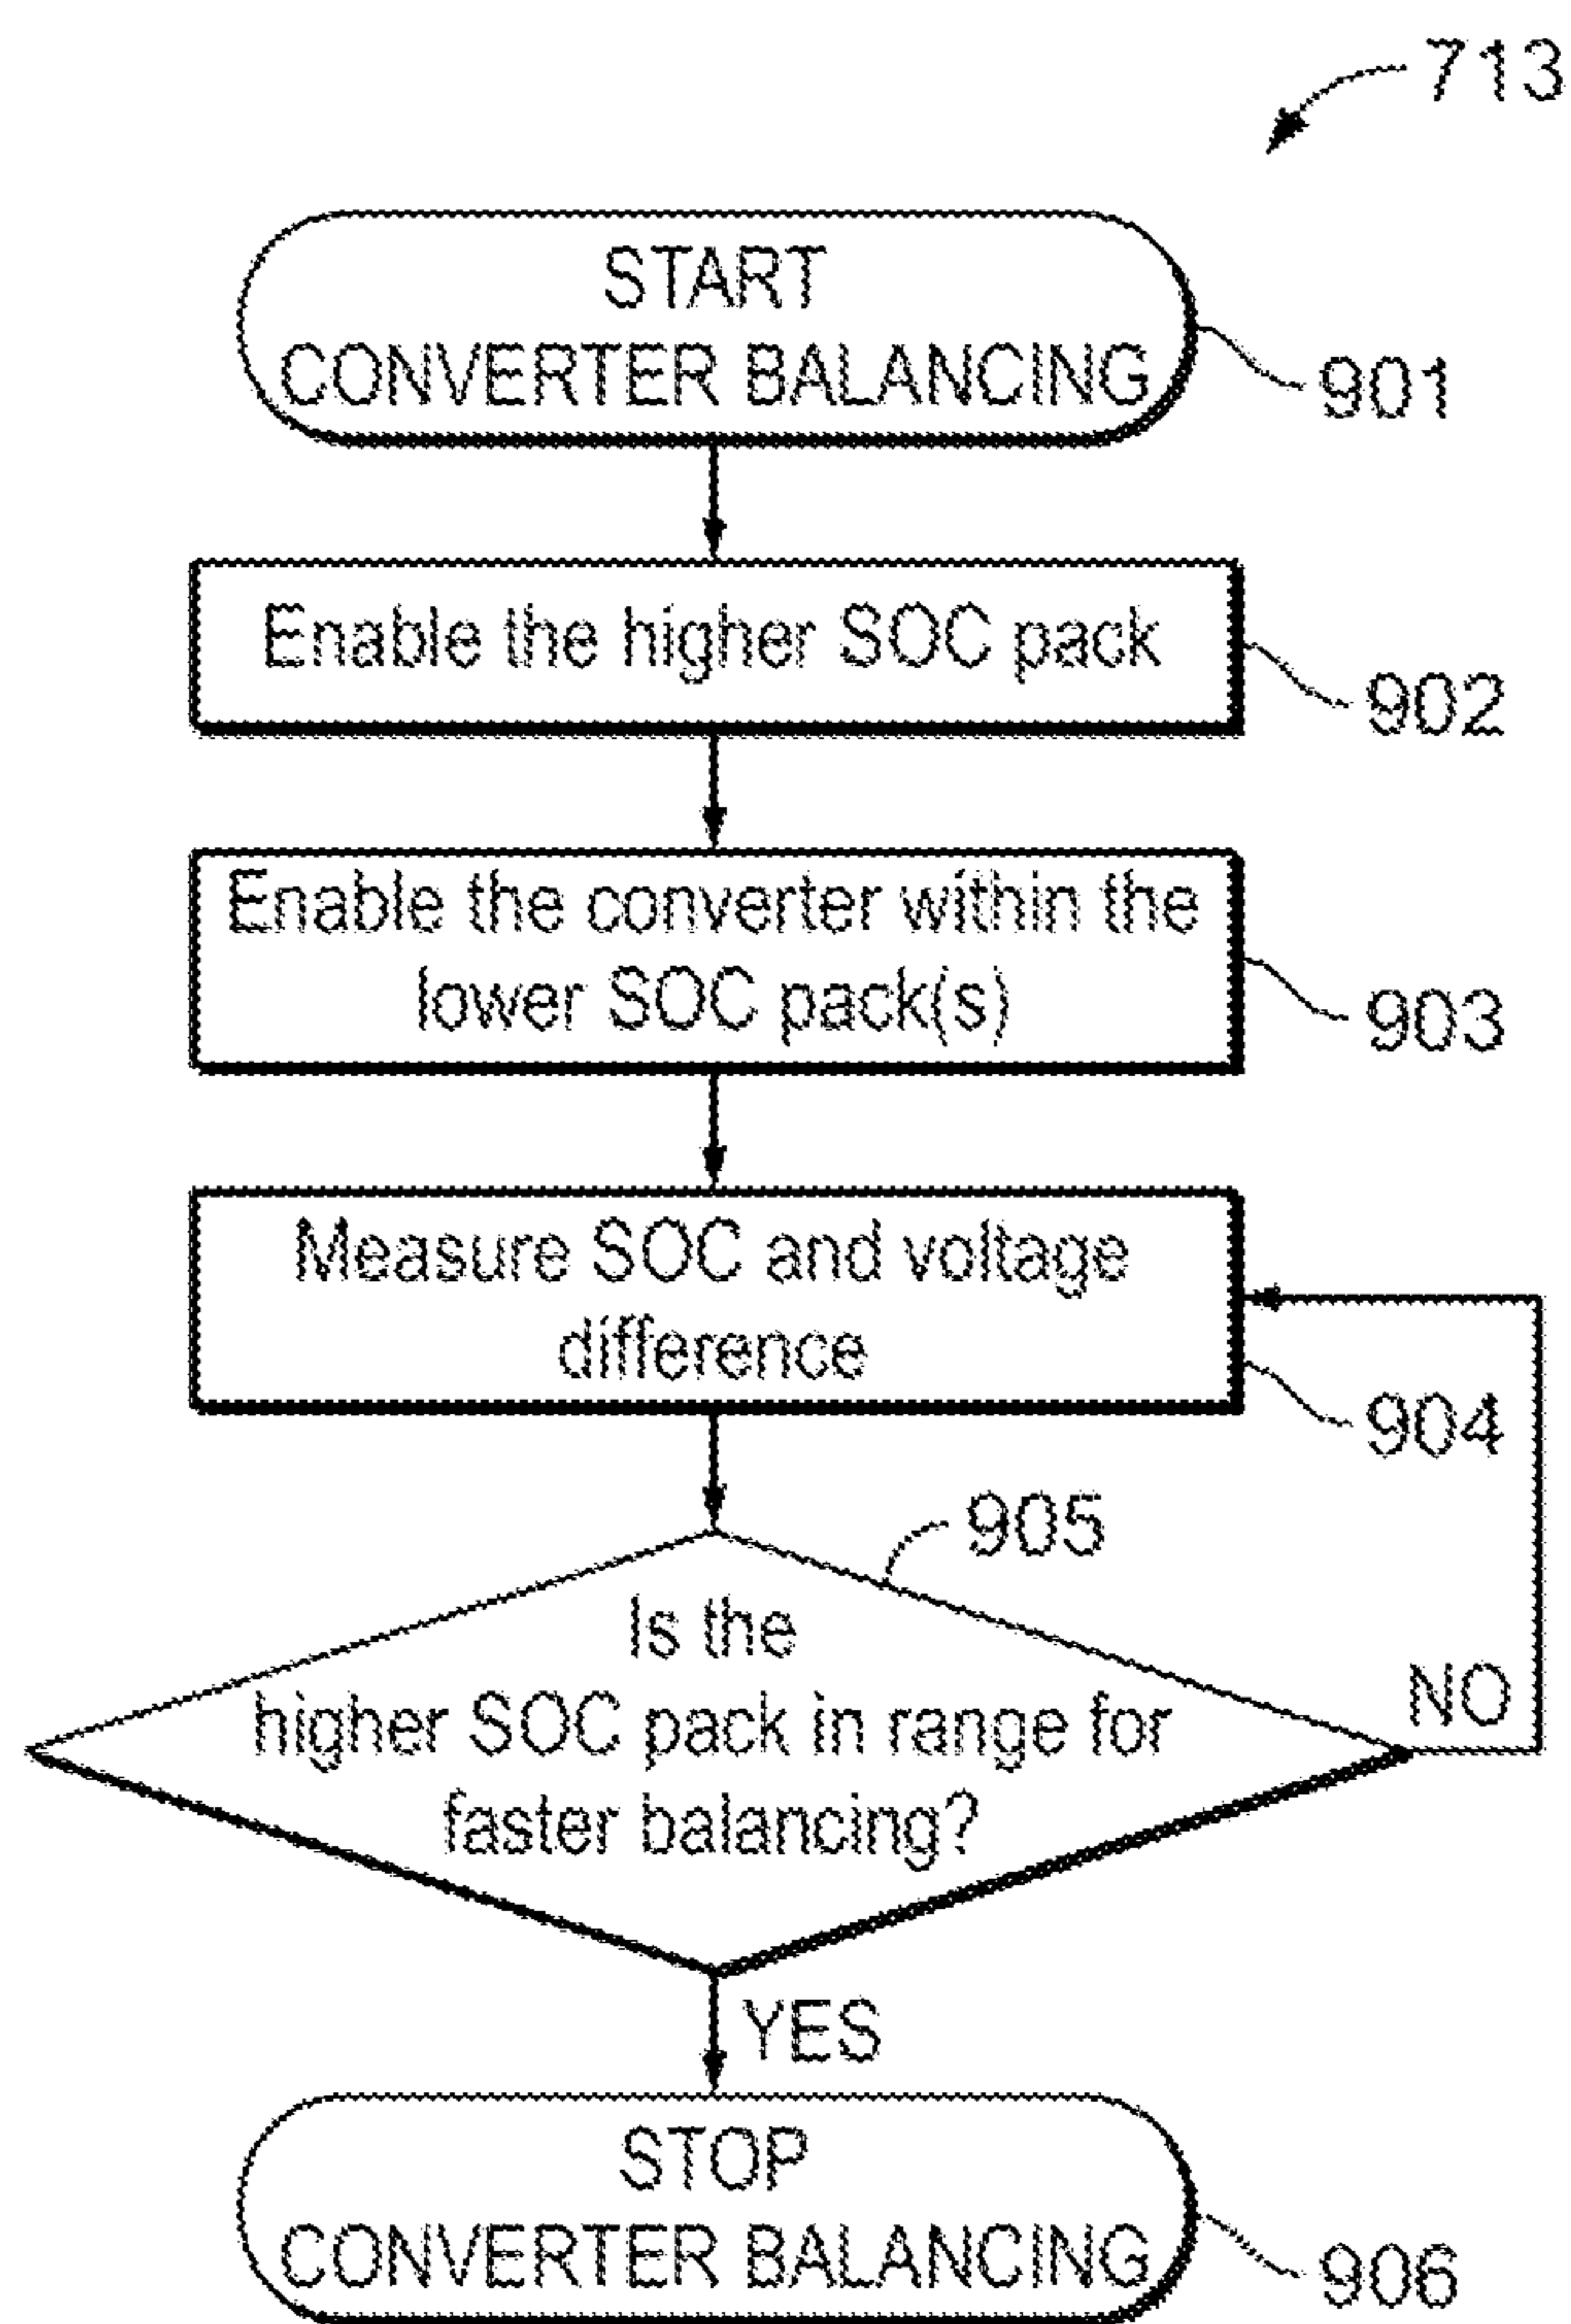 713
START
CONVERTER BALANCING
901
Enable the higher SOC pack
902
Enable the converter within the
lower SOC pack(s)
903
Measure SOC and voltage
difference
904
905
Is the
higher SOC pack in range for
faster balancing?
NO
YES
STOP
CONVERTER BALANCING
906